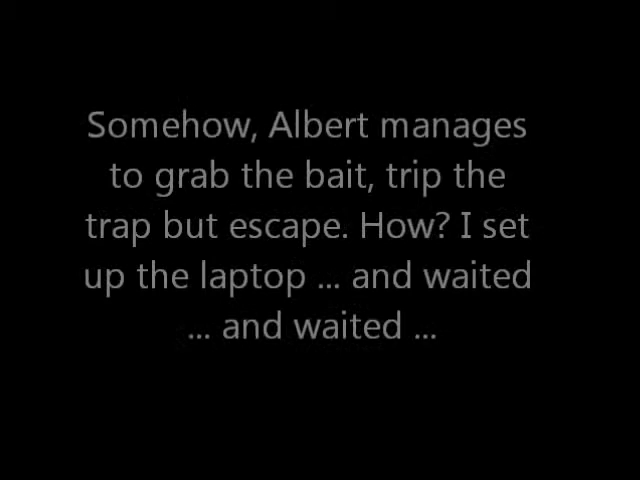 Somehow, Albert manages
to grab the bait, trip the
trap but escape. How? I set
up the laptop ... and waited
... and waited ...